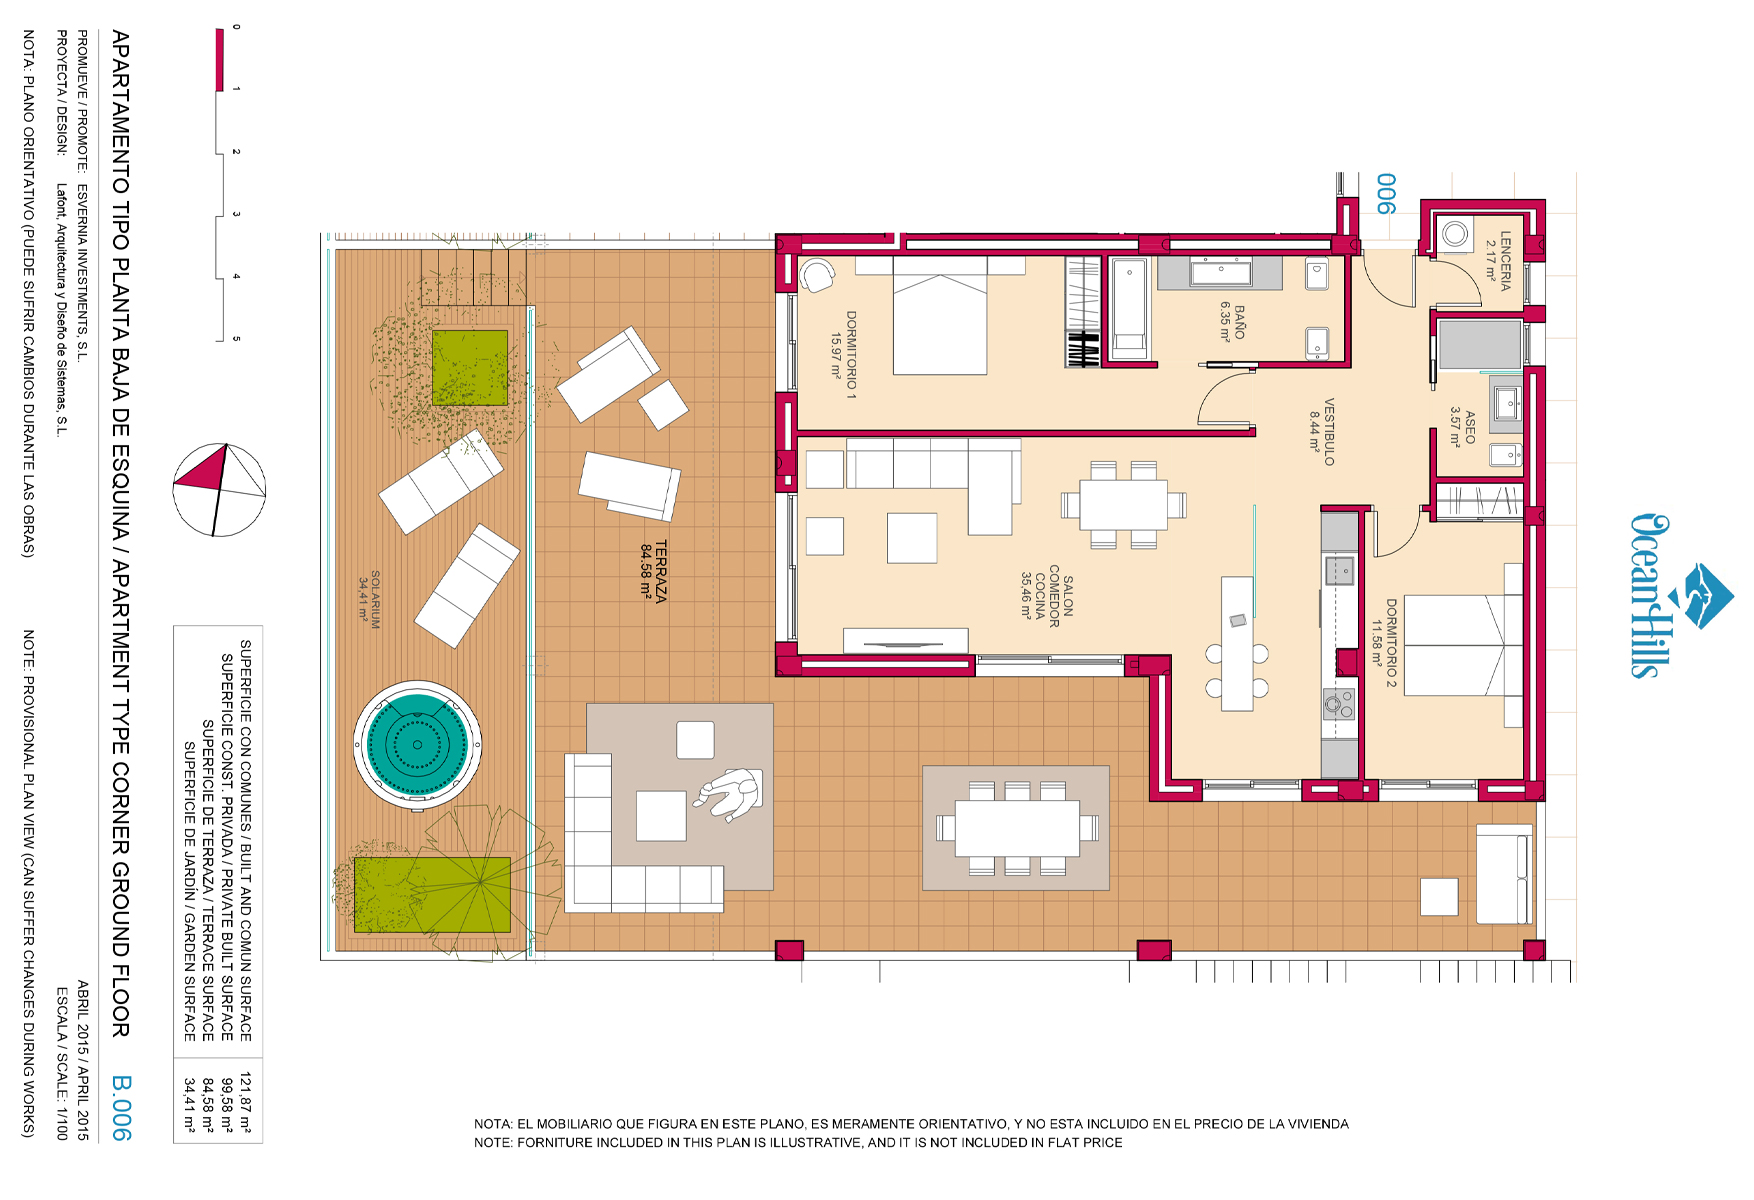 Ocean Hills
006
LENCERIA
2.17 m²
BAÑO
6.35 m²
DORMITORIO 1
15.97 m²
VESTIBULO
8.44 m²
ASEO
3.57 m²
SALON
COMEDOR
COCINA
35,46 m²
DORMITORIO 2
11.58 m²
TERRAZA
84.58 m²
SOLARIUM
34,41 m²
0 1 2 3 4 5
SUPERFICIE CON COMUNES / BUILT AND COMUN SURFACE 121,87 m²
SUPERFICIE CONST. PRIVADA / PRIVATE BUILT SURFACE 99,58 m²
SUPERFICIE DE TERRAZA / TERRACE SURFACE 84,58 m²
SUPERFICIE DE JARDÍN / GARDEN SURFACE 34,41 m²
APARTAMENTO TIPO PLANTA BAJA DE ESQUINA / APARTMENT TYPE CORNER GROUND FLOOR B.006
PROMUEVE / PROMOTE: ESVERNIA INVESTMENTS, S.L. ABRIL 2015 / APRIL 2015
PROYECTA / DESIGN: Lafont, Arquitectura y Diseño de Sistemas, S.L. ESCALA / SCALE: 1/100
NOTA: PLANO ORIENTATIVO (PUEDE SUFRIR CAMBIOS DURANTE LAS OBRAS) NOTE: PROVISIONAL PLAN VIEW (CAN SUFFER CHANGES DURING WORKS)
NOTA: EL MOBILIARIO QUE FIGURA EN ESTE PLANO, ES MERAMENTE ORIENTATIVO, Y NO ESTA INCLUIDO EN EL PRECIO DE LA VIVIENDA
NOTE: FORNITURE INCLUDED IN THIS PLAN IS ILLUSTRATIVE, AND IT IS NOT INCLUDED IN FLAT PRICE